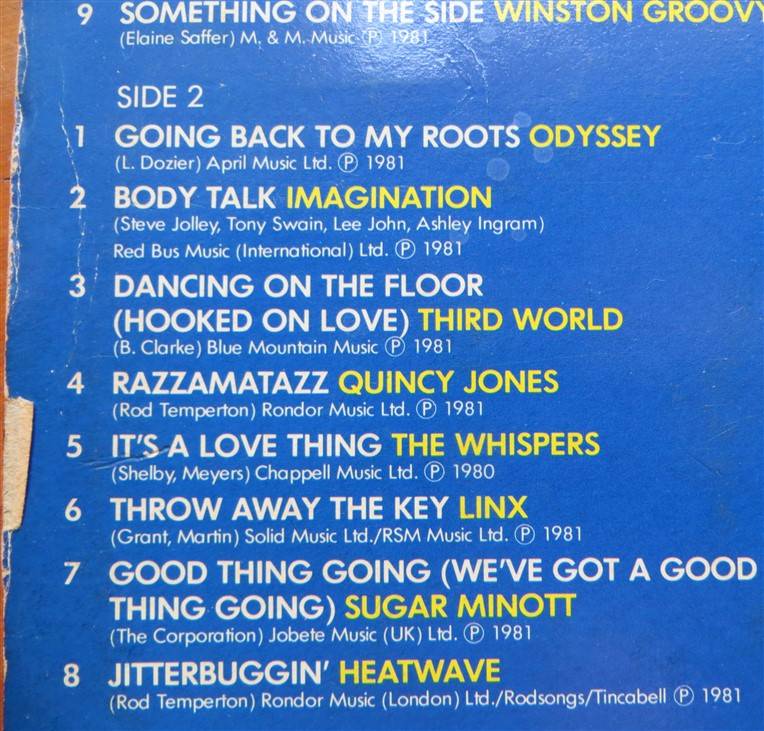 9 SOMETHING ON THE SIDE WINSTON GROOVY
(Elaine Saffer) M. & M. Music ℗ 1981
SIDE 2
1 GOING BACK TO MY ROOTS ODYSSEY
(L. Dozier) April Music Ltd. ℗ 1981
2 BODY TALK IMAGINATION
(Steve Jolley, Tony Swain, Lee John, Ashley Ingram)
Red Bus Music (International) Ltd. ℗ 1981
3 DANCING ON THE FLOOR
(HOOKED ON LOVE) THIRD WORLD
(B. Clarke) Blue Mountain Music ℗ 1981
4 RAZZAMATAZZ QUINCY JONES
(Rod Temperton) Rondor Music Ltd. ℗ 1981
5 IT'S A LOVE THING THE WHISPERS
(Shelby, Meyers) Chappell Music Ltd. ℗ 1980
6 THROW AWAY THE KEY LINX
(Grant, Martin) Solid Music Ltd./RSM Music Ltd. ℗ 1981
7 GOOD THING GOING (WE'VE GOT A GOOD
THING GOING) SUGAR MINOTT
(The Corporation) Jobete Music (UK) Ltd. ℗ 1981
8 JITTERBUGGIN' HEATWAVE
(Rod Temperton) Rondor Music (London) Ltd./Rodsongs/Tincabell ℗ 1981